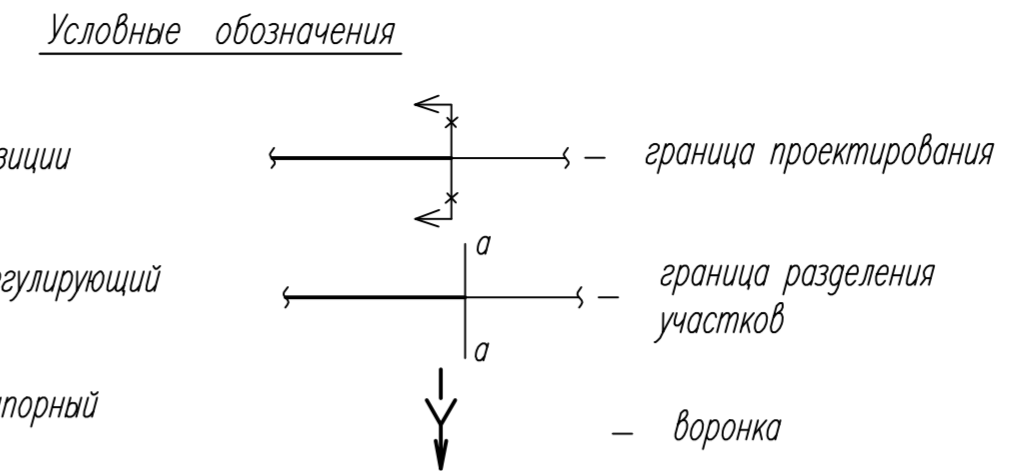 Условные обозначения
— граница проектирования
а
— граница разделения
участков
а
— воронка